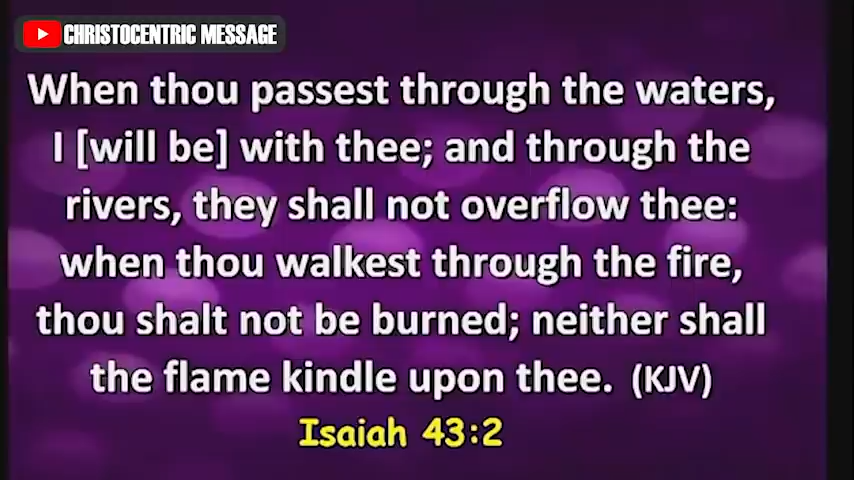 CHRISTOCENTRIC MESSAGE
When thou passest through the waters,
I [will be] with thee; and through the
rivers, they shall not overflow thee:
when thou walkest through the fire,
thou shalt not be burned; neither shall
the flame kindle upon thee. (KJV)
Isaiah 43:2